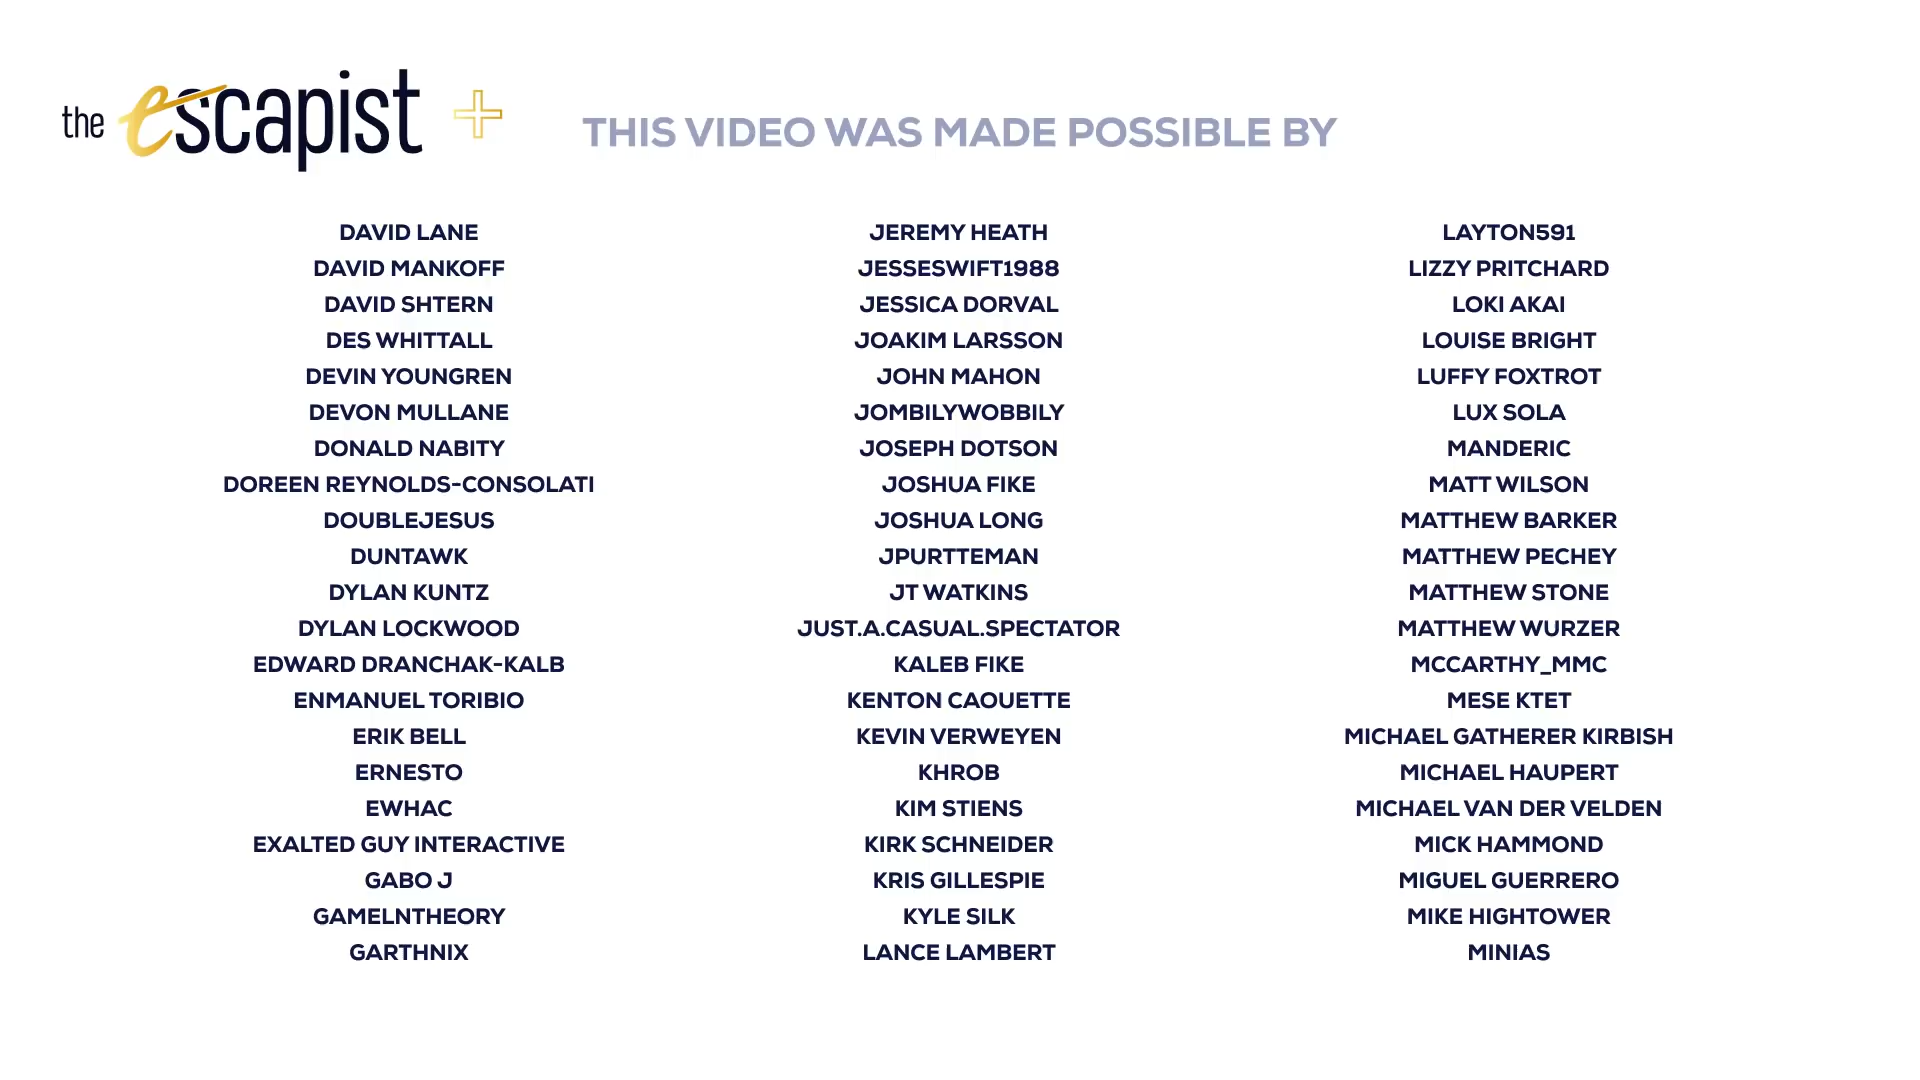 the escapist +
THIS VIDEO WAS MADE POSSIBLE BY
DAVID LANE
DAVID MANKOFF
DAVID SHTERN
DES WHITTALL
DEVIN YOUNGREN
DEVON MULLANE
DONALD NABITY
DOREEN REYNOLDS-CONSOLATI
DOUBLEJESUS
DUNTAWK
DYLAN KUNTZ
DYLAN LOCKWOOD
EDWARD DRANCHAK-KALB
ENMANUEL TORIBIO
ERIK BELL
ERNESTO
EWHAC
EXALTED GUY INTERACTIVE
GABO J
GAMELNTHEORY
GARTHNIX
JEREMY HEATH
JESSESWIFT1988
JESSICA DORVAL
JOAKIM LARSSON
JOHN MAHON
JOMBILYWOBBILY
JOSEPH DOTSON
JOSHUA FIKE
JOSHUA LONG
JPURTTEMAN
JT WATKINS
JUST.A.CASUAL.SPECTATOR
KALEB FIKE
KENTON CAOUETTE
KEVIN VERWEYEN
KHROB
KIM STIENS
KIRK SCHNEIDER
KRIS GILLESPIE
KYLE SILK
LANCE LAMBERT
LAYTON591
LIZZY PRITCHARD
LOKI AKAI
LOUISE BRIGHT
LUFFY FOXTROT
LUX SOLA
MANDERIC
MATT WILSON
MATTHEW BARKER
MATTHEW PECHEY
MATTHEW STONE
MATTHEW WURZER
MCCARTHY_MMC
MESE KTET
MICHAEL GATHERER KIRBISH
MICHAEL HAUPERT
MICHAEL VAN DER VELDEN
MICK HAMMOND
MIGUEL GUERRERO
MIKE HIGHTOWER
MINIAS